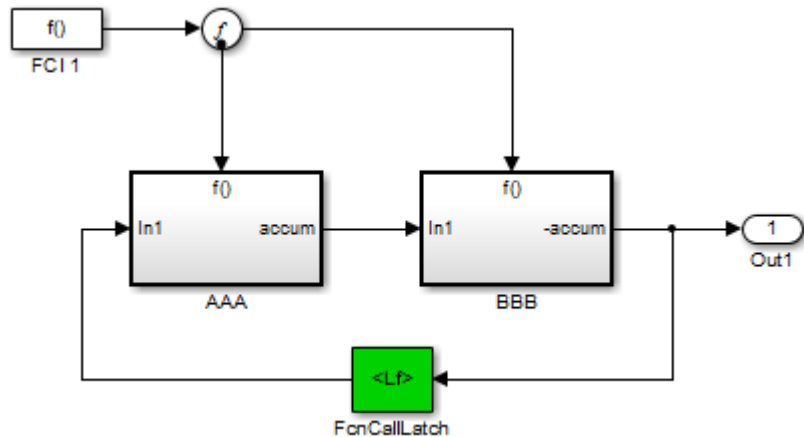 f()
f
FCI 1
f()
In1
accum
AAA
f()
In1
-accum
BBB
1
Out1
<Lf>
FcnCallLatch